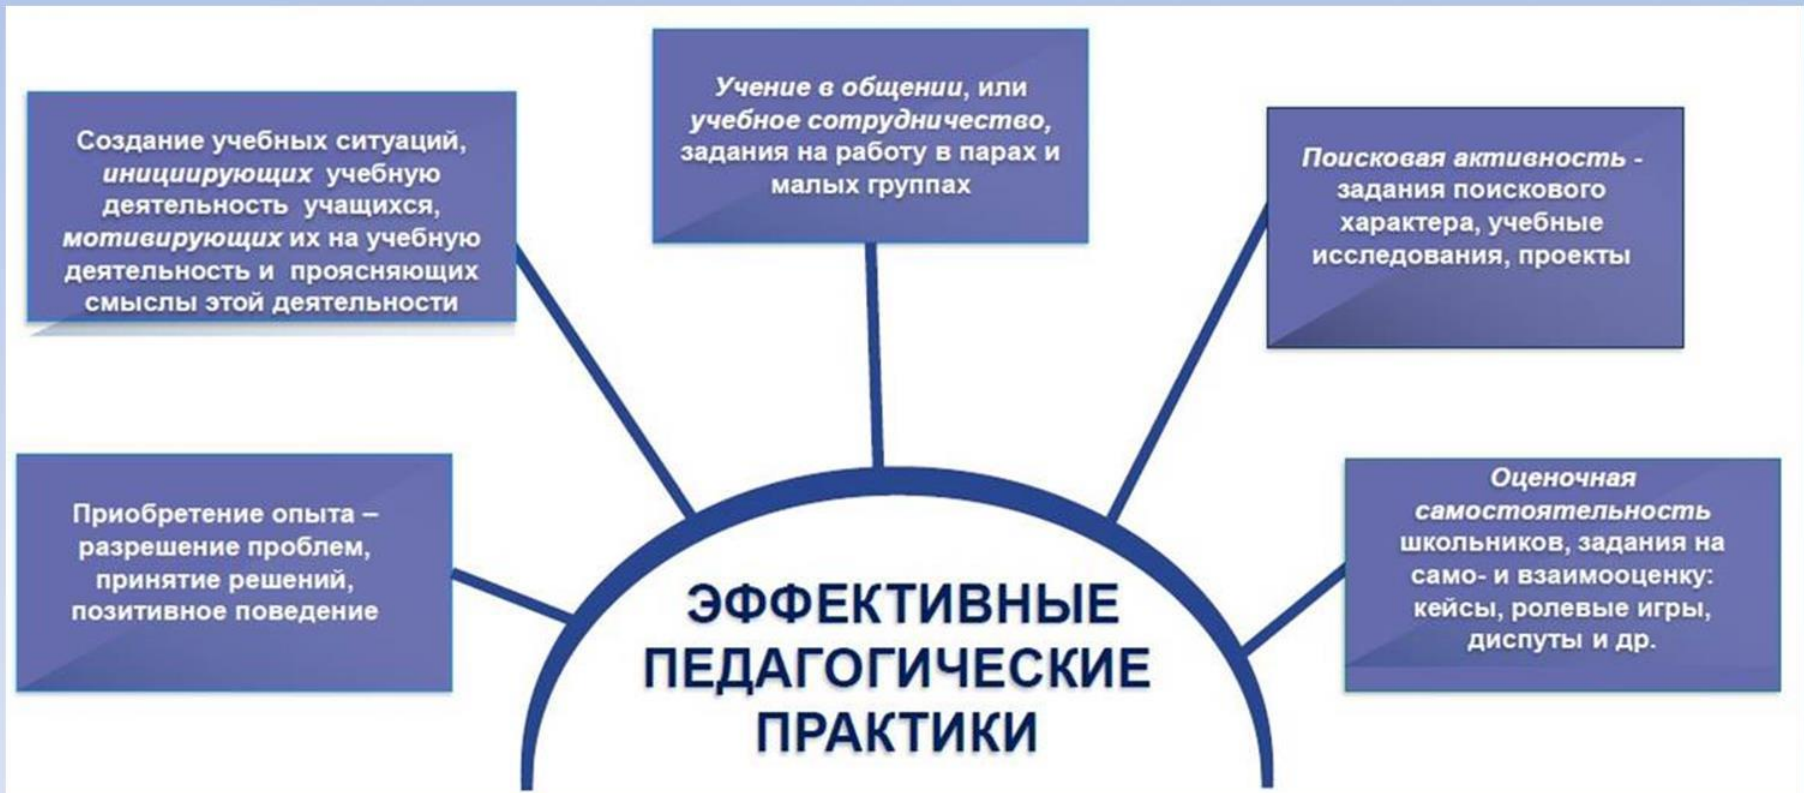 Учение в общении, или
учебное сотрудничество,
задания на работу в парах и
малых группах
Создание учебных ситуаций,
инициирующих учебную
деятельность учащихся,
мотивирующих их на учебную
деятельность и проясняющих
смыслы этой деятельности
Поисковая активность -
задания поискового
характера, учебные
исследования, проекты
Приобретение опыта –
разрешение проблем,
принятие решений,
позитивное поведение
Оценочная
самостоятельность
школьников, задания на
само- и взаимооценку:
кейсы, ролевые игры,
диспуты и др.
ЭФФЕКТИВНЫЕ
ПЕДАГОГИЧЕСКИЕ
ПРАКТИКИ